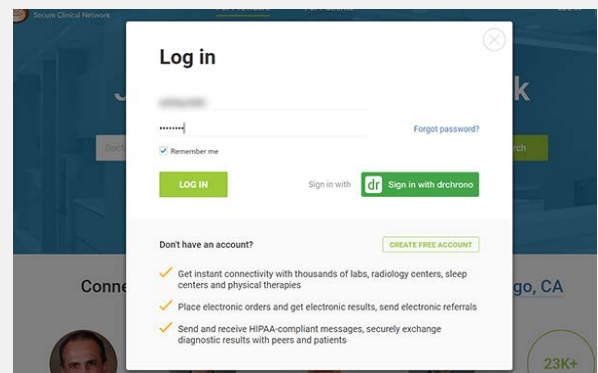 Secure Clinical Network
J
k
Log in
Docto
rch
••••••••
Forgot password?
Remember me
LOG IN
Sign in with
dr Sign in with drchrono
Don't have an account?
CREATE FREE ACCOUNT
Get instant connectivity with thousands of labs, radiology centers, sleep
centers and physical therapies
Place electronic orders and get electronic results, send electronic referrals
Send and receive HIPAA-compliant messages, securely exchange
diagnostic results with peers and patients
Conne
go, CA
23K+